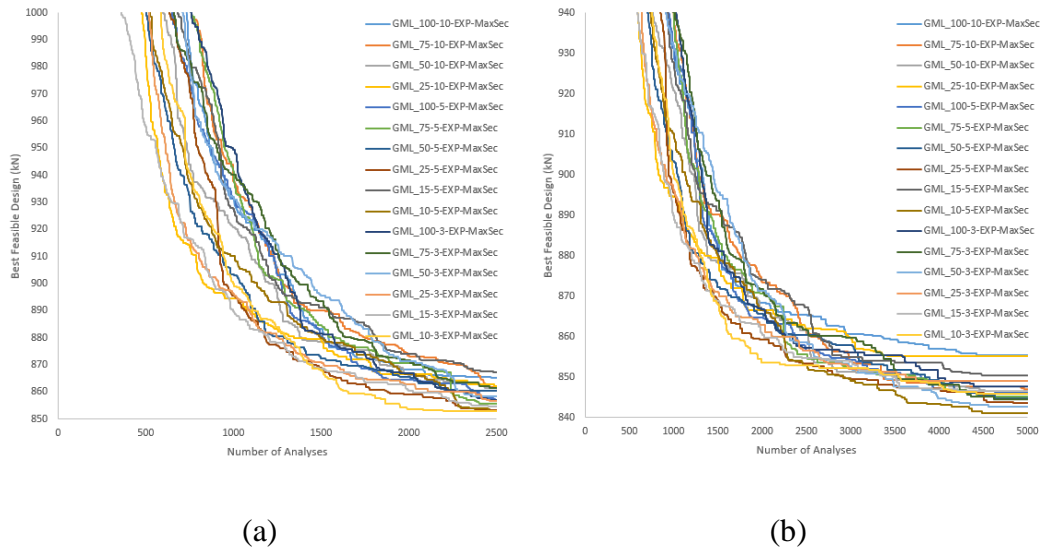 1000
980
960
940
920
910
900
890
880
870
860
850
Best Feasible Design (kN)
0
500
1000
1500
2000
2500
Number of Analyses
GML_100-10-EXP-MaxSec
GML_75-10-EXP-MaxSec
GML_50-10-EXP-MaxSec
GML_25-10-EXP-MaxSec
GML_100-5-EXP-MaxSec
GML_75-5-EXP-MaxSec
GML_50-5-EXP-MaxSec
GML_25-5-EXP-MaxSec
GML_15-5-EXP-MaxSec
GML_10-5-EXP-MaxSec
GML_100-3-EXP-MaxSec
GML_75-3-EXP-MaxSec
GML_50-3-EXP-MaxSec
GML_25-3-EXP-MaxSec
GML_15-3-EXP-MaxSec
GML_10-3-EXP-MaxSec
(a)
940
930
920
910
900
890
880
870
860
850
840
Best Feasible Design (kN)
0
500
1000
1500
2000
2500
3000
3500
4000
4500
5000
Number of Analyses
GML_100-10-EXP-MaxSec
GML_75-10-EXP-MaxSec
GML_50-10-EXP-MaxSec
GML_25-10-EXP-MaxSec
GML_100-5-EXP-MaxSec
GML_75-5-EXP-MaxSec
GML_50-5-EXP-MaxSec
GML_25-5-EXP-MaxSec
GML_15-5-EXP-MaxSec
GML_10-5-EXP-MaxSec
GML_100-3-EXP-MaxSec
GML_75-3-EXP-MaxSec
GML_50-3-EXP-MaxSec
GML_25-3-EXP-MaxSec
GML_15-3-EXP-MaxSec
GML_10-3-EXP-MaxSec
(b)